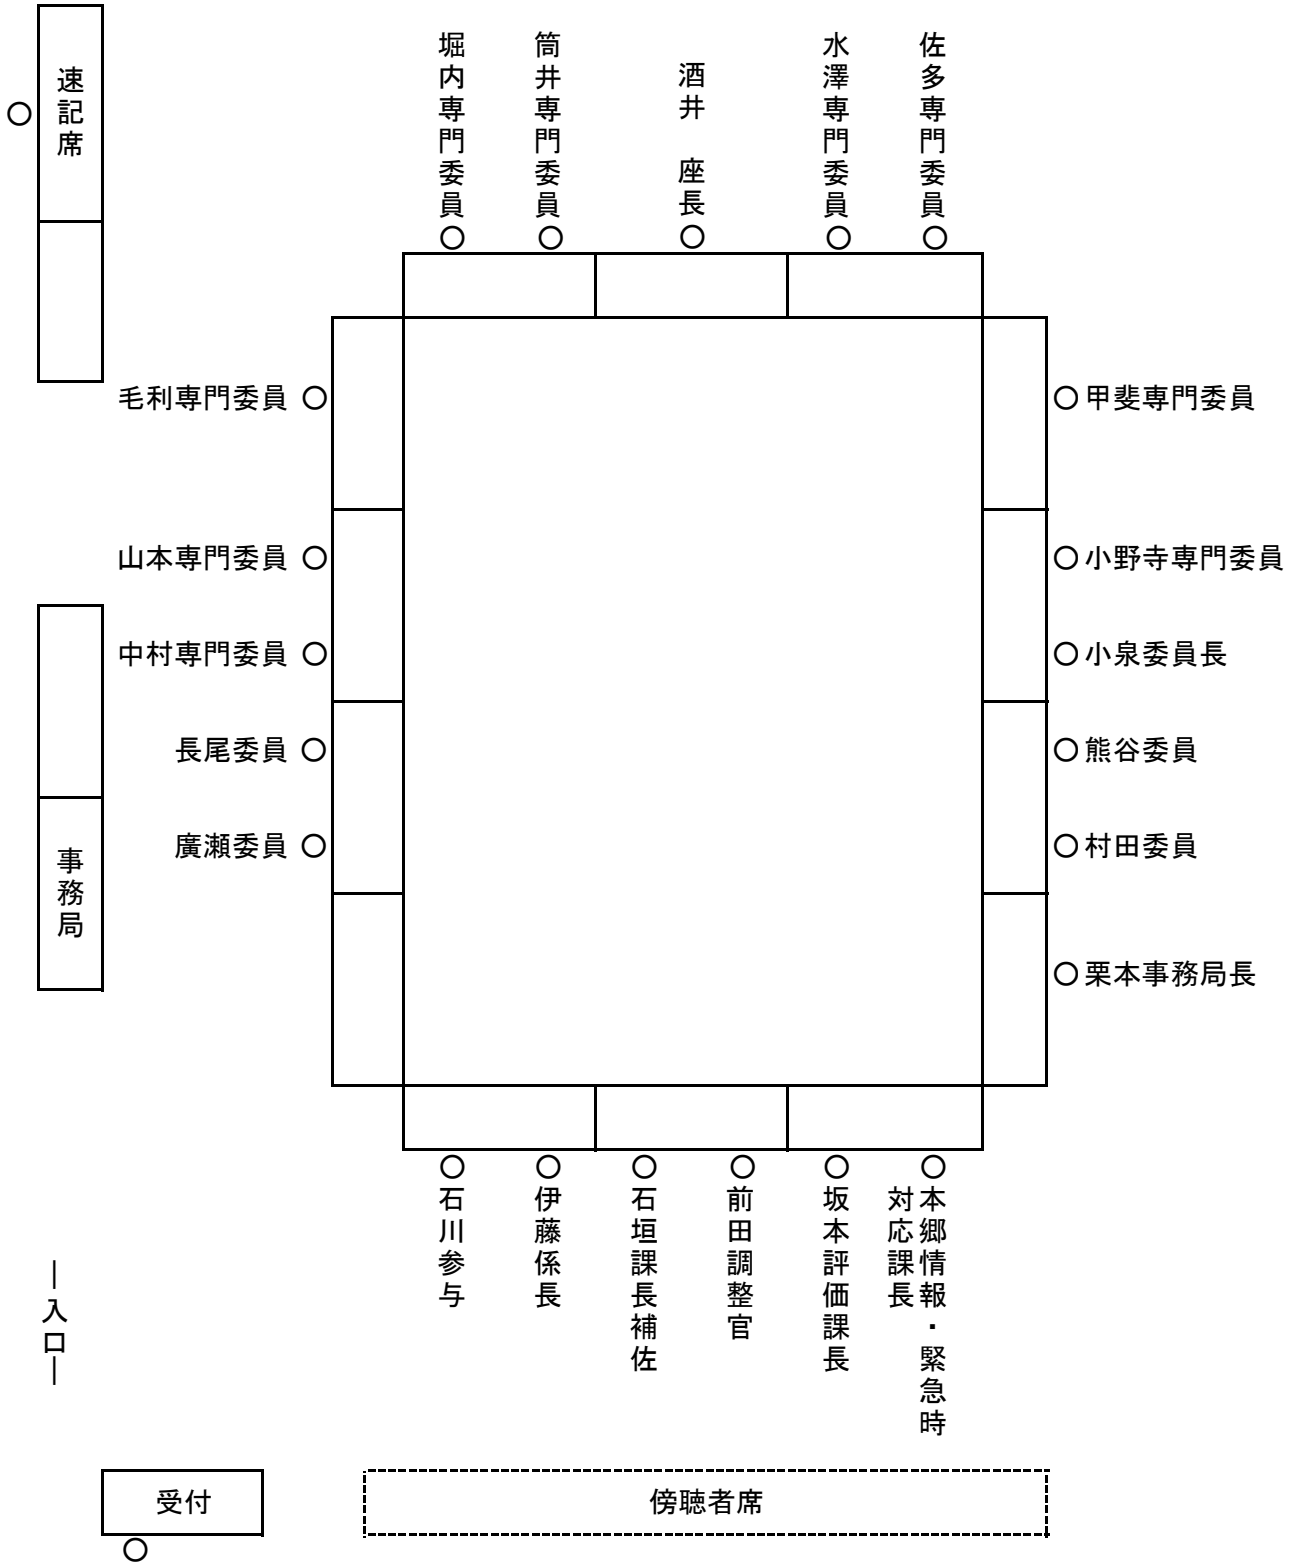 速記席
堀内専門委員
筒井専門委員
酒井　座長
水澤専門委員
佐多専門委員
毛利専門委員
山本専門委員
中村専門委員
長尾委員
廣瀬委員
甲斐専門委員
小野寺専門委員
小泉委員長
熊谷委員
村田委員
栗本事務局長
事務局
石川参与
伊藤係長
石垣課長補佐
前田調整官
坂本評価課長
本郷情報・緊急時
対応課長
―入口―
受付
傍聴者席